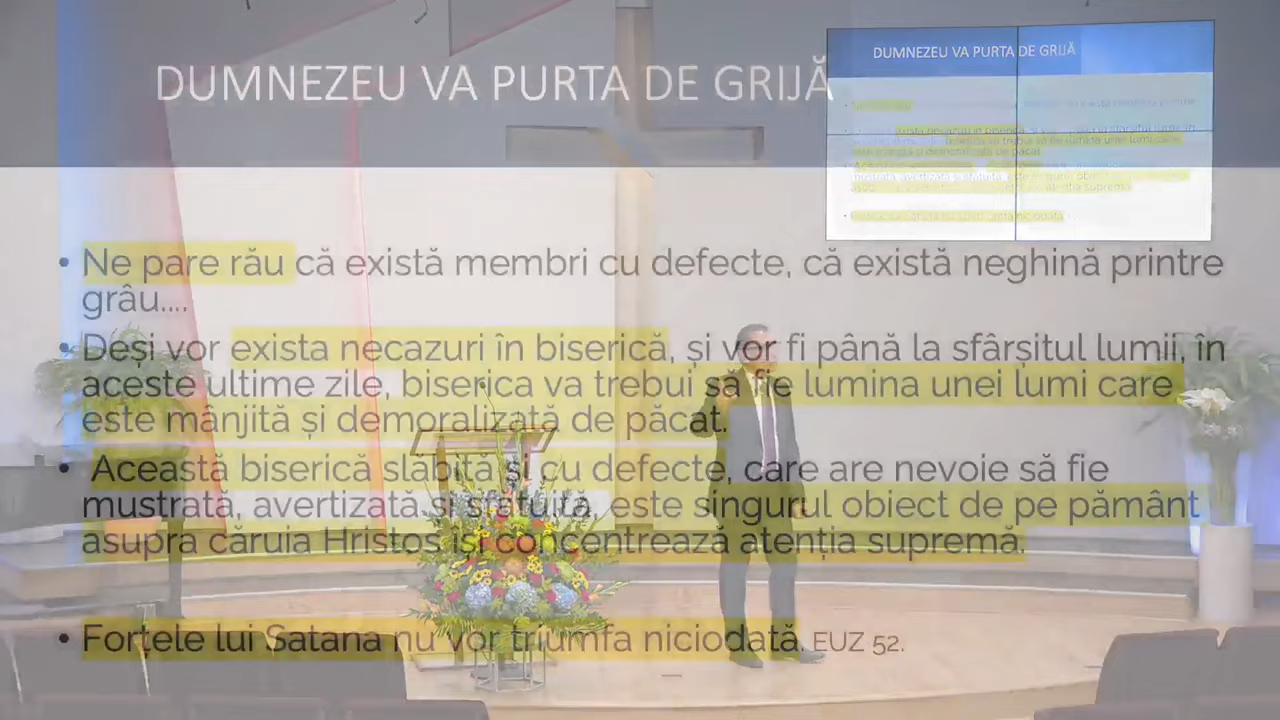 DUMNEZEU VA PURTA DE GRIJĂ
DUMNEZEU VA PURTA DE GRIJĂ
• Ne pare rău că există membri cu defecte, că există neghină printre
grâu....
• Deși vor exista necazuri în biserică, și vor fi până la sfârșitul lumii, în
aceste ultime zile, biserica va trebui să fie lumina unei lumi care
este mânjită și demoralizată de păcat.
• Această biserică slăbită și cu defecte, care are nevoie să fie
mustrată, avertizată și sfătuită, este singurul obiect de pe pământ
asupra căruia Hristos își concentrează atenția supremă.
• Forțele lui Satana nu vor triumfa niciodată. EUZ 52.